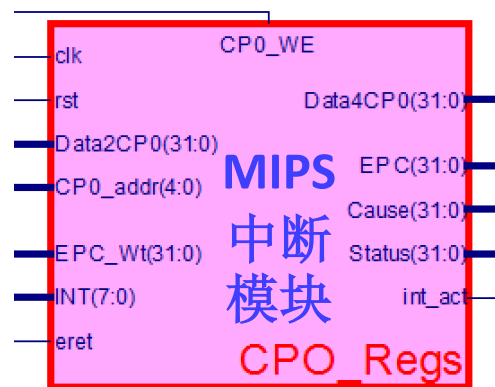 CP0_WE
clk
rst
Data4CP0(31:0)
Data2CP0(31:0)
EPC(31:0)
CP0_addr(4:0)
Cause(31:0)
EPC_Wt(31:0)
Status(31:0)
INT(7:0)
int_act
eret
MIPS
中断
模块
CPO_Regs